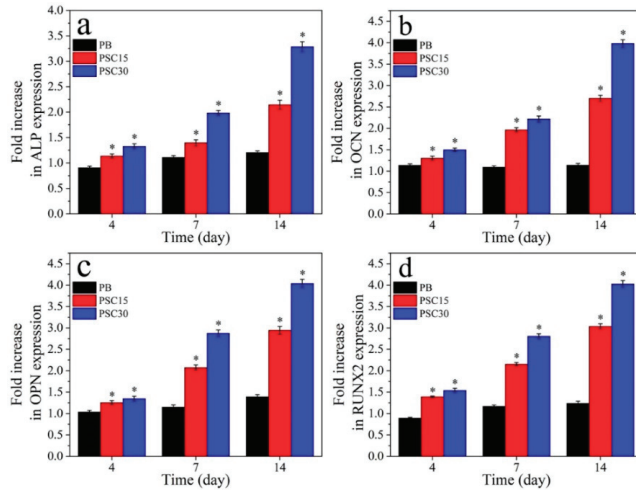 a
PB
PSC15
PSC30
Fold increase
in ALP expression
4.0
3.5
3.0
2.5
2.0
1.5
1.0
0.5
0.0
* * * * * *
4 7 14
Time (day)
b
PB
PSC15
PSC30
Fold increase
in OCN expression
4.5
4.0
3.5
3.0
2.5
2.0
1.5
1.0
0.5
0.0
* * * * * *
4 7 14
Time (day)
c
PB
PSC15
PSC30
Fold increase
in OPN expression
4.5
4.0
3.5
3.0
2.5
2.0
1.5
1.0
0.5
0.0
* * * * * *
4 7 14
Time (day)
d
PB
PSC15
PSC30
Fold increase
in RUNX2 expression
4.5
4.0
3.5
3.0
2.5
2.0
1.5
1.0
0.5
0.0
* * * * * *
4 7 14
Time (day)